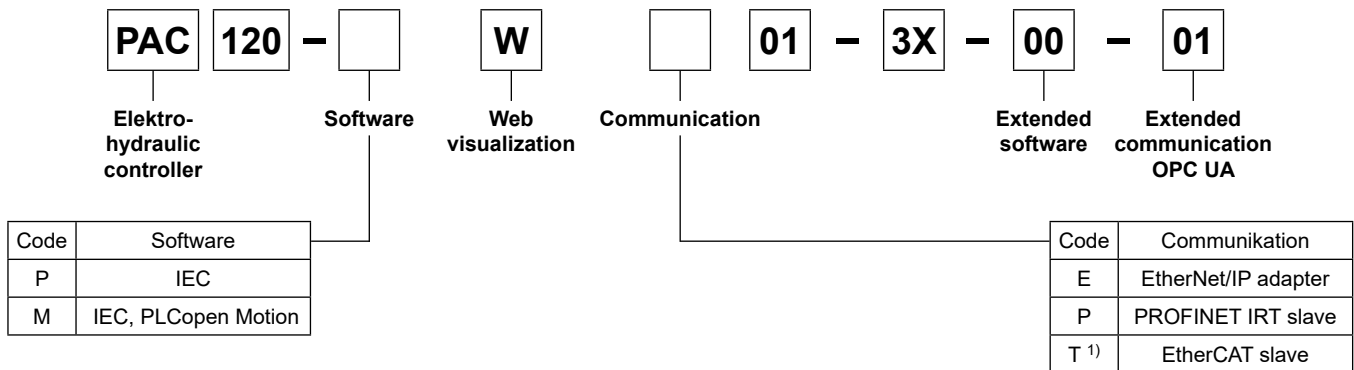 PAC 120 – W 01 – 3X – 00 – 01
Elektro-
hydraulic
controller
Software
Web
visualization
Communication
Extended
software
Extended
communication
OPC UA
Code Software
P IEC
M IEC, PLCopen Motion
Code Communikation
E EtherNet/IP adapter
P PROFINET IRT slave
T 1) EtherCAT slave